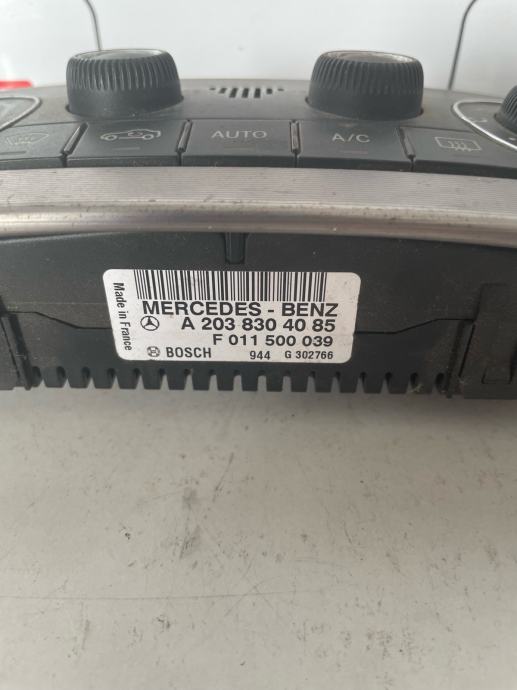 AUTO
A/C
Made in France
MERCEDES - BENZ
A 203 830 40 85
F 011 500 039
BOSCH 944 G 302766